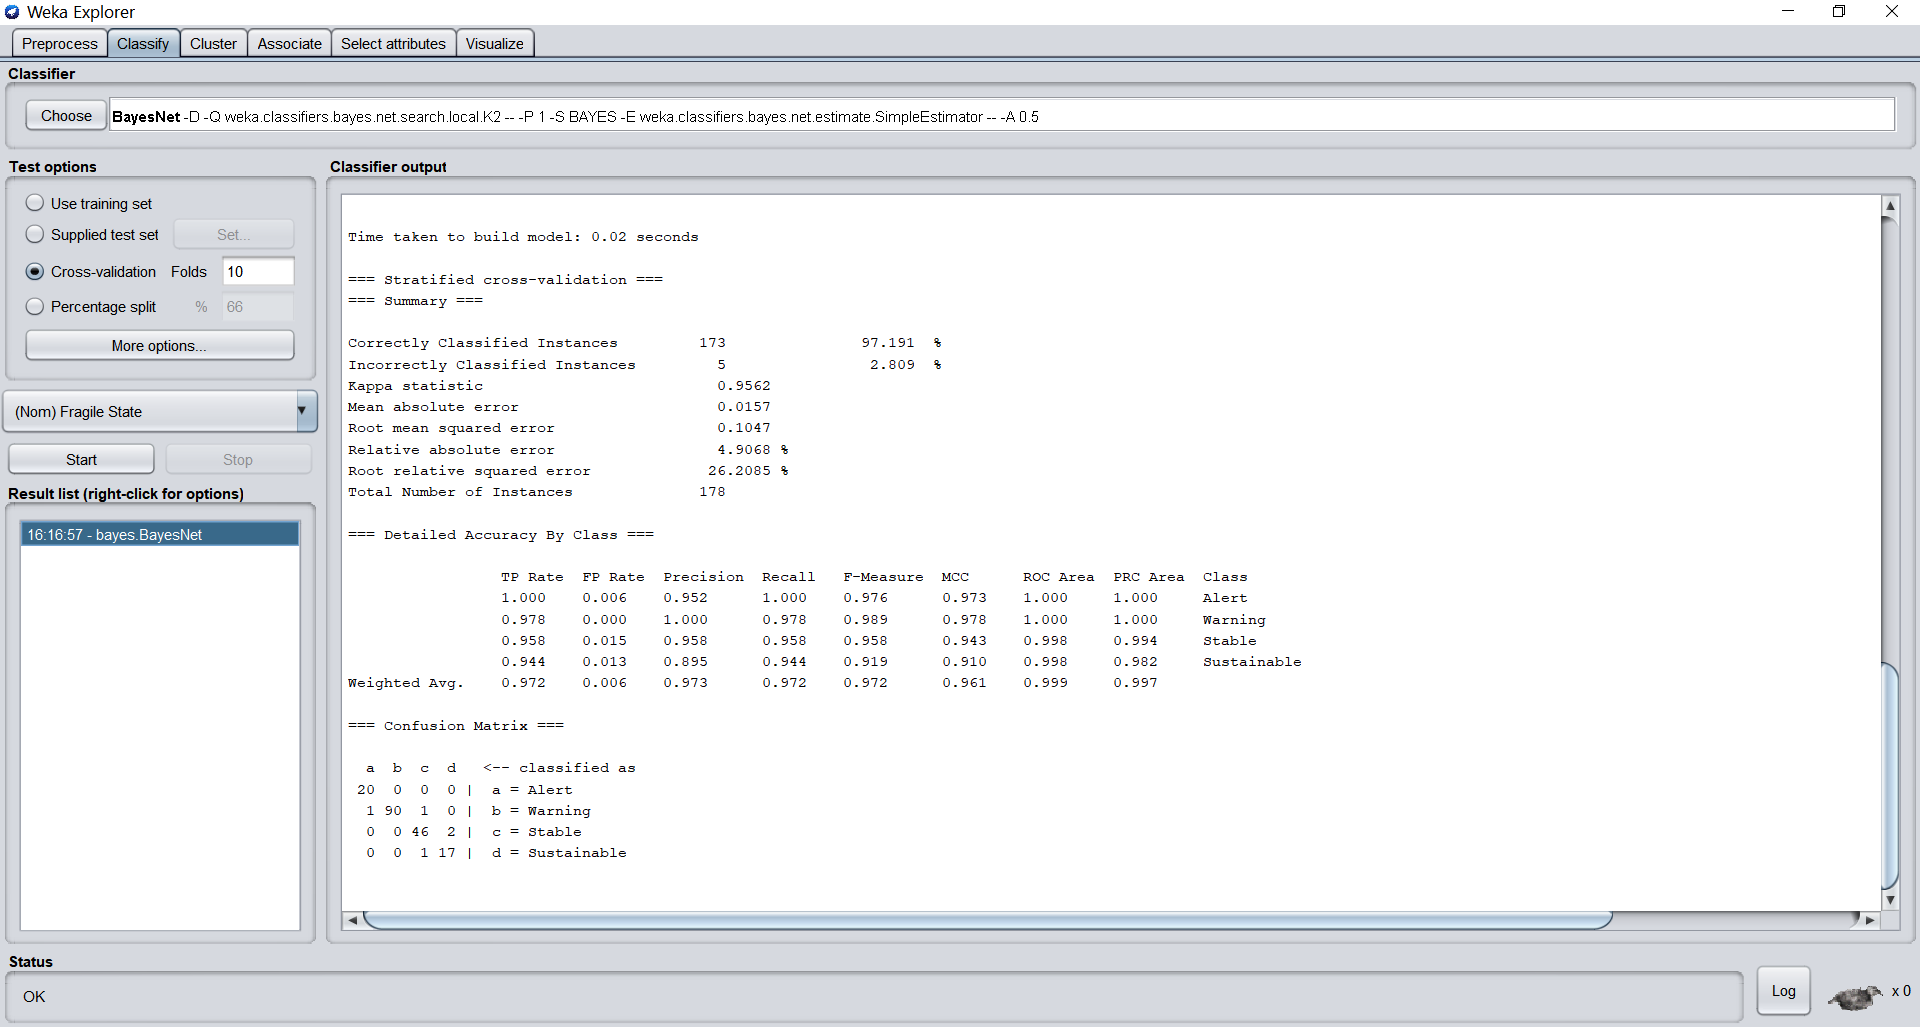 Weka Explorer
Preprocess Classify Cluster Associate Select attributes Visualize
Classifier
Choose BayesNet -D -Q weka.classifiers.bayes.net.search.local.K2 -- -P 1 -S BAYES -E weka.classifiers.bayes.net.estimate.SimpleEstimator -- -A 0.5
Test options
Use training set
Supplied test set Set...
Cross-validation Folds 10
Percentage split % 66
More options...
(Nom) Fragile State
Start Stop
Result list (right-click for options)
16:16:57 - bayes.BayesNet
Classifier output
Time taken to build model: 0.02 seconds
=== Stratified cross-validation ===
=== Summary ===
Correctly Classified Instances 173 97.191 %
Incorrectly Classified Instances 5 2.809 %
Kappa statistic 0.9562
Mean absolute error 0.0157
Root mean squared error 0.1047
Relative absolute error 4.9068 %
Root relative squared error 26.2085 %
Total Number of Instances 178
=== Detailed Accuracy By Class ===
TP Rate FP Rate Precision Recall F-Measure MCC ROC Area PRC Area Class
1.000 0.006 0.952 1.000 0.976 0.973 1.000 1.000 Alert
0.978 0.000 1.000 0.978 0.989 0.978 1.000 1.000 Warning
0.958 0.015 0.958 0.958 0.958 0.943 0.998 0.994 Stable
0.944 0.013 0.895 0.944 0.919 0.910 0.998 0.982 Sustainable
Weighted Avg. 0.972 0.006 0.973 0.972 0.972 0.961 0.999 0.997
=== Confusion Matrix ===
a b c d <-- classified as
20 0 0 0 | a = Alert
1 90 1 0 | b = Warning
0 0 46 2 | c = Stable
0 0 1 17 | d = Sustainable
Status
OK
Log x 0